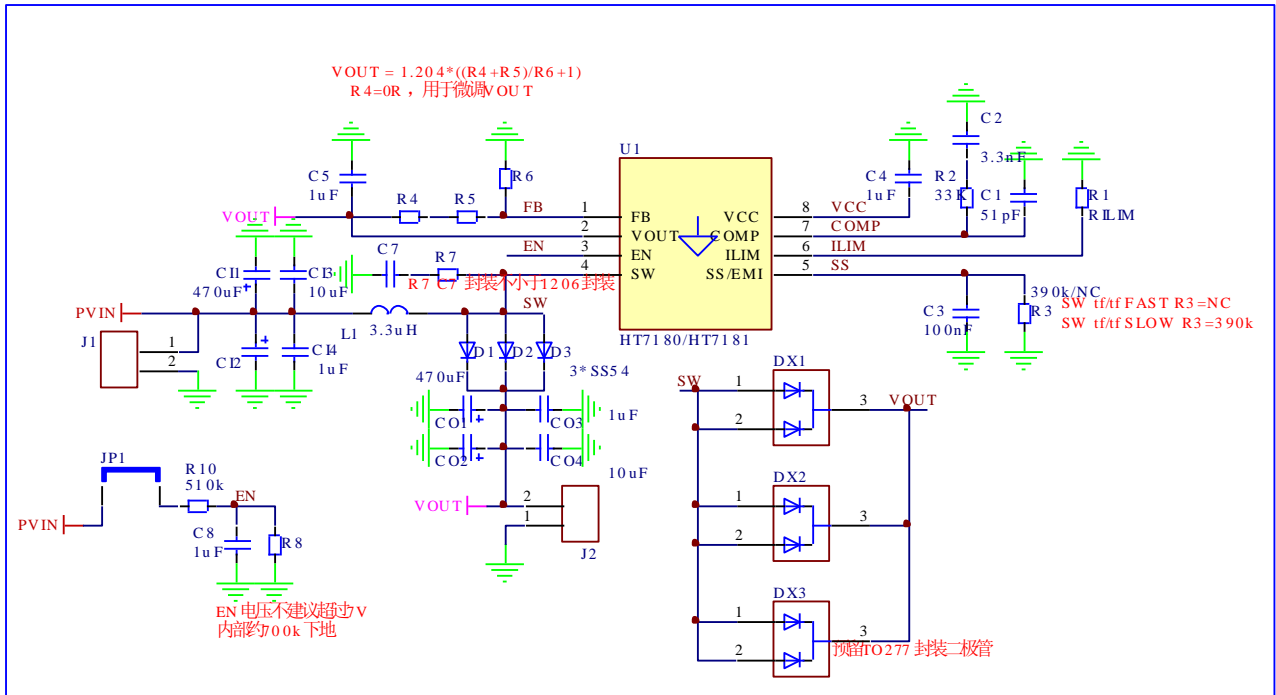 VOUT = 1.204*((R4+R5)/R6+1)
R4=0R，用于微调VOUT
C2
3.3nF
U1
C5
1uF
R6
C4
1uF
R2
33K
C1
51pF
R1
RILIM
VOUT
R4
R5
FB
1
FB
VCC
8
VCC
2
VOUT
COMP
7
COMP
EN
3
EN
ILIM
6
ILIM
C7
R7
4
SW
SS/EMI
5
SS
R7 C7 封装不小于1206封装
CI1
470uF
CI3
10uF
390k/NC
PVIN
SW
C3
100nF
R3
SW tf/tf FAST R3=NC
SW tf/tf SLOW R3=390k
L1
3.3uH
J1
1
2
CI2
CI4
1uF
D1
D2
D3
HT7180/HT7181
470uF
3*SS54
CO1
CO3
1uF
CO2
CO4
10uF
SW
DX1
1
2
3
VOUT
JP1
R10
510k
EN
PVIN
C8
1uF
R8
VOUT
2
1
J2
DX2
1
2
3
EN 电压不建议超过7V
内部约700k下地
DX3
1
2
3
预留TO277 封装二极管